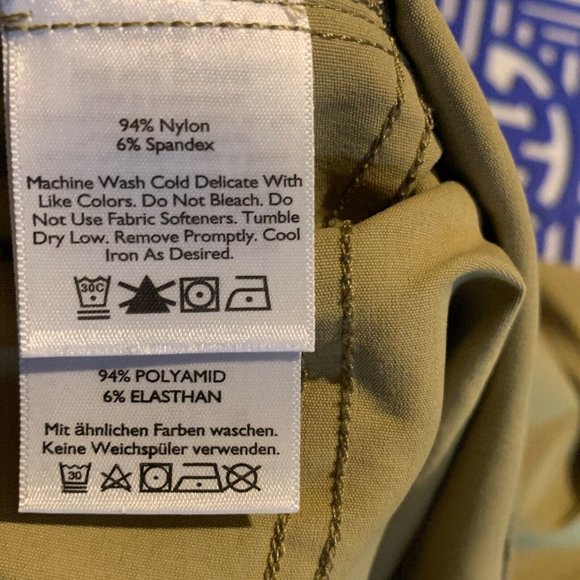 94% Nylon
6% Spandex
Machine Wash Cold Delicate With
Like Colors. Do Not Bleach. Do
Not Use Fabric Softeners. Tumble
Dry Low. Remove Promptly. Cool
Iron As Desired.
30C
94% POLYAMID
6% ELASTHAN
Mit ähnlichen Farben waschen.
Keine Weichspüler verwenden.
30